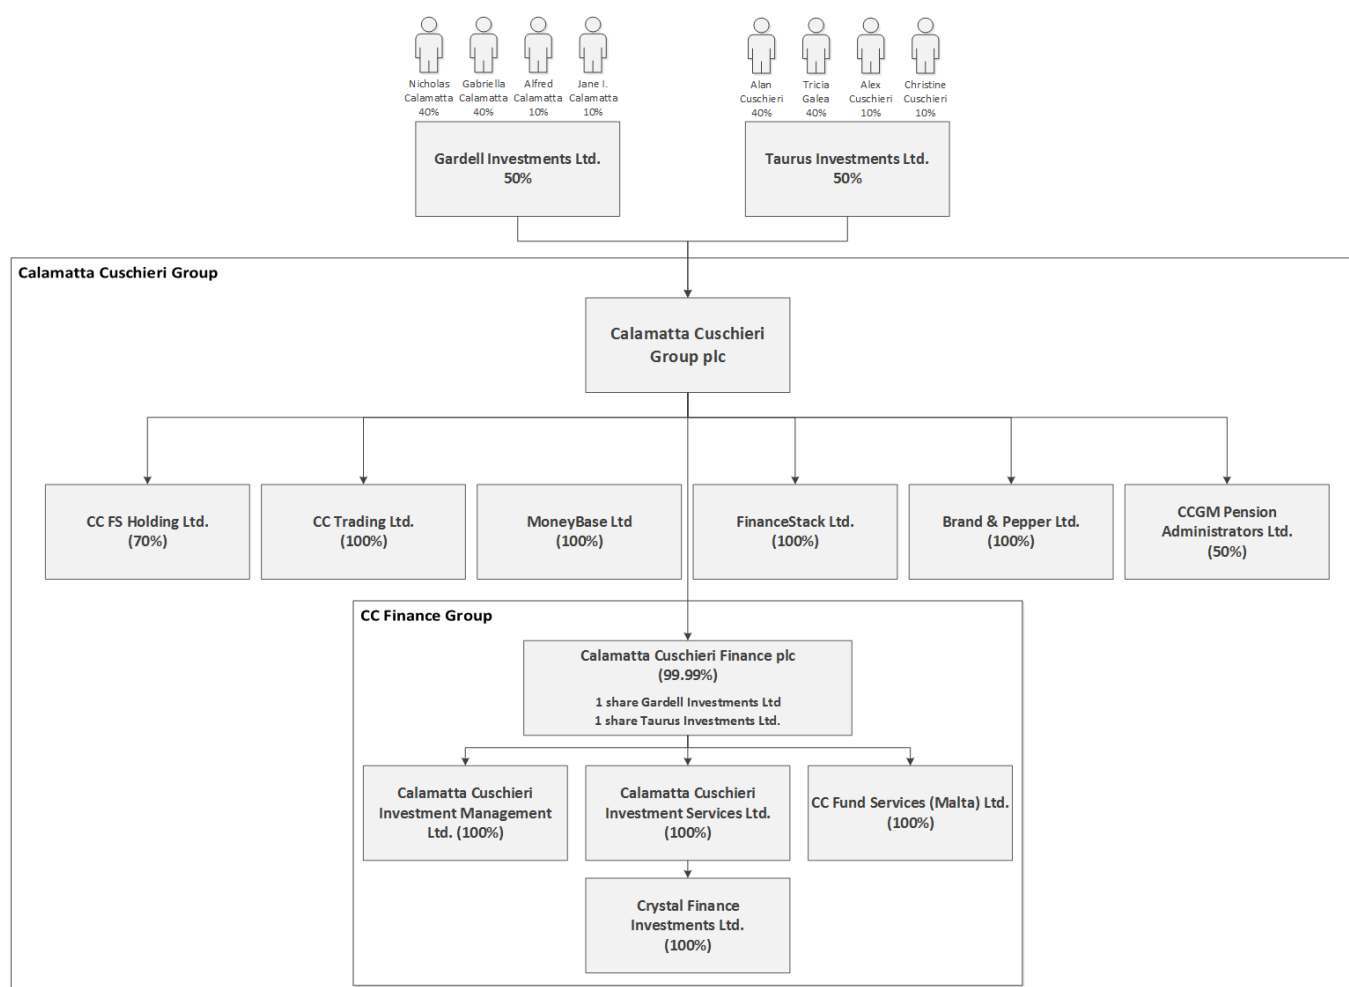 Nicholas
Calamatta
40%
Gabriella
Calamatta
40%
Alfred
Calamatta
10%
Jane I.
Calamatta
10%
Alan
Cuschieri
40%
Tricia
Galea
40%
Alex
Cuschieri
10%
Christine
Cuschieri
10%
Gardell Investments Ltd.
50%
Taurus Investments Ltd.
50%
Calamatta Cuschieri Group
Calamatta Cuschieri
Group plc
CC FS Holding Ltd.
(70%)
CC Trading Ltd.
(100%)
MoneyBase Ltd
(100%)
FinanceStack Ltd.
(100%)
Brand & Pepper Ltd.
(100%)
CCGM Pension
Administrators Ltd.
(50%)
CC Finance Group
Calamatta Cuschieri Finance plc
(99.99%)
1 share Gardell Investments Ltd
1 share Taurus Investments Ltd.
Calamatta Cuschieri
Investment Management
Ltd. (100%)
Calamatta Cuschieri
Investment Services Ltd.
(100%)
CC Fund Services (Malta) Ltd.
(100%)
Crystal Finance
Investments Ltd.
(100%)